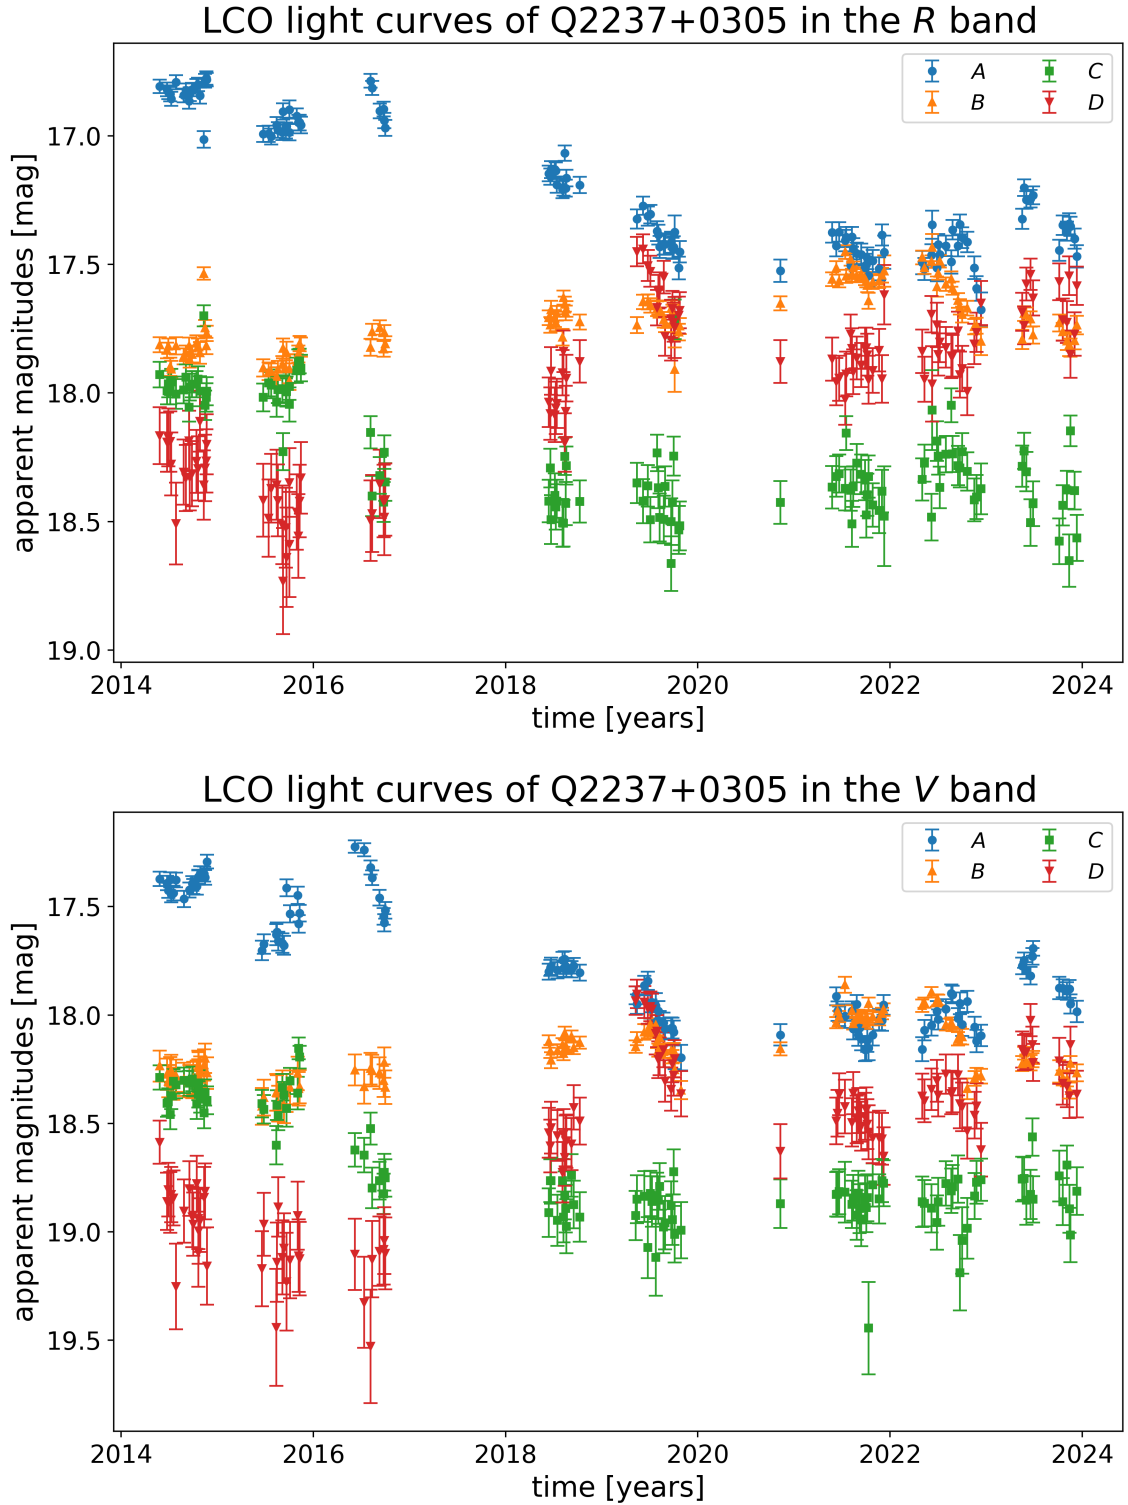 LCO light curves of Q2237+0305 in the R band
A
C
B
D
17.0
17.5
18.0
18.5
19.0
apparent magnitudes [mag]
2014
2016
2018
2020
2022
2024
time [years]
LCO light curves of Q2237+0305 in the V band
A
C
B
D
17.5
18.0
18.5
19.0
19.5
apparent magnitudes [mag]
2014
2016
2018
2020
2022
2024
time [years]